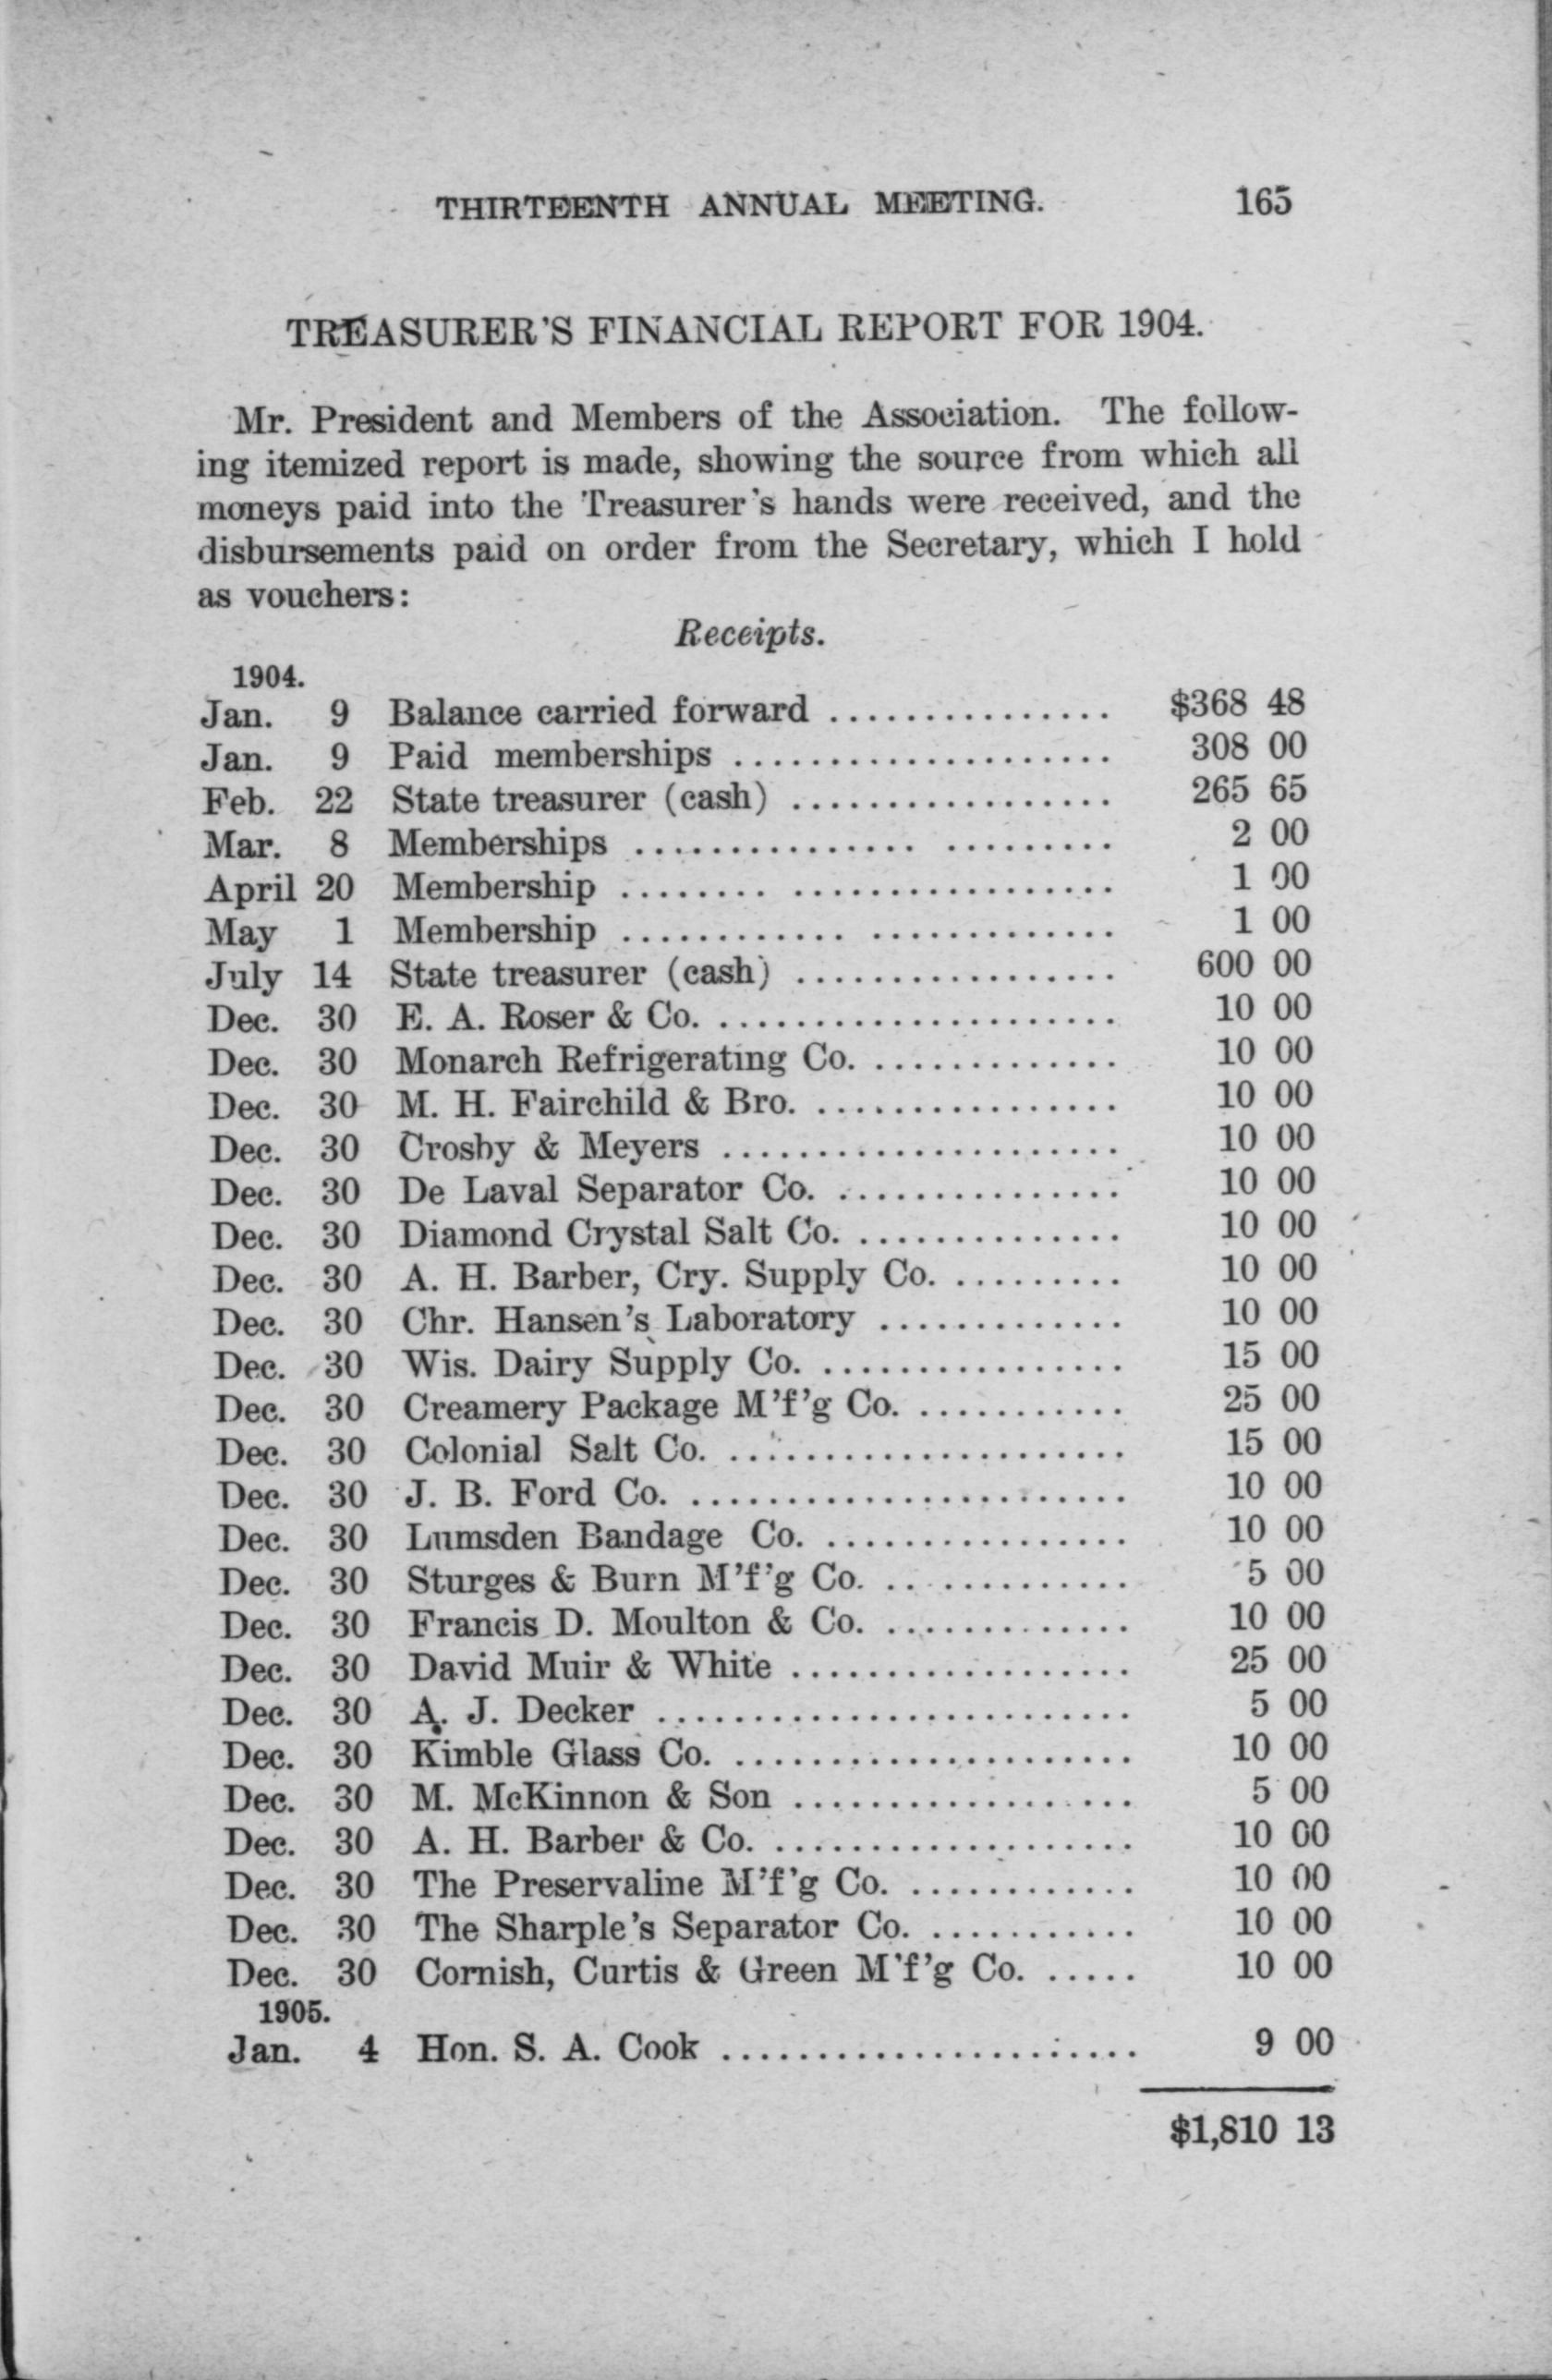 THIRTEENTH ANNUAL MEETING. 165
TREASURER'S FINANCIAL REPORT FOR 1904.
Mr. President and Members of the Association. The follow-
ing itemized report is made, showing the source from which all
moneys paid into the Treasurer's hands were received, and the
disbursements paid on order from the Secretary, which I hold
as vouchers:
Receipts.
1904.
Jan. 9 Balance carried forward ............... $368 48
Jan. 9 Paid memberships .................... 308 00
Feb. 22 State treasurer (cash) ................. 265 65
Mar. 8 Memberships ............... ......... 2 00
April 20 Membership ........ ................. 1 00
May 1 Membership ............ ............. 1 00
July 14 State treasurer (cash) ................. 600 00
Dec. 30 E. A. Roser & Co. ..................... 10 00
Dec. 30 Monarch Refrigerating Co. ............. 10 00
Dec. 30 M. H. Fairchild & Bro. ................ 10 00
Dec. 30 Crosby & Meyers ..................... 10 00
Dec. 30 De Laval Separator Co. ............... 10 00
Dec. 30 Diamond Crystal Salt Co. .............. 10 00
Dec. 30 A. H. Barber, Cry. Supply Co. ......... 10 00
Dec. 30 Chr. Hansen's Laboratory ............. 10 00
Dec. 30 Wis. Dairy Supply Co. ................ 15 00
Dec. 30 Creamery Package M'f'g Co. ........... 25 00
Dec. 30 Colonial Salt Co. ..................... 15 00
Dec. 30 J. B. Ford Co. ....................... 10 00
Dec. 30 Lumsden Bandage Co. ................ 10 00
Dec. 30 Sturges & Burn M'f'g Co. ............. 5 00
Dec. 30 Francis D. Moulton & Co. ............. 10 00
Dec. 30 David Muir & White .................. 25 00
Dec. 30 A. J. Decker ......................... 5 00
Dec. 30 Kimble Glass Co. ..................... 10 00
Dec. 30 M. McKinnon & Son .................. 5 00
Dec. 30 A. H. Barber & Co. ................... 10 00
Dec. 30 The Preservaline M'f'g Co. ............ 10 00
Dec. 30 The Sharple's Separator Co. ........... 10 00
Dec. 30 Cornish, Curtis & Green M'f'g Co. ..... 10 00
1905.
Jan. 4 Hon. S. A. Cook ...................... 9 00
$1,810 13